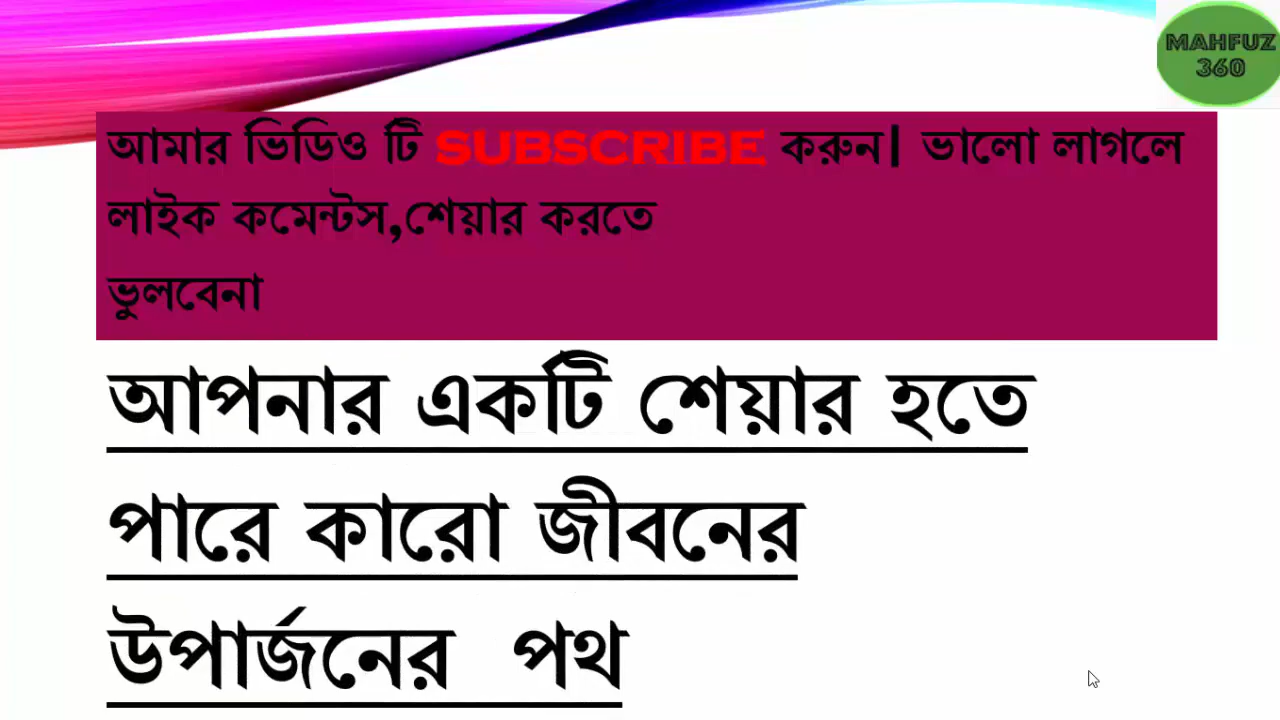 MAHFUZ
360
আমার ভিডিও টি SUBSCRIBE করুন| ভালো লাগলে
লাইক কমেন্টস,শেয়ার করতে
ভুলবেনা
আপনার একটি শেয়ার হতে
পারে কারো জীবনের
উপার্জনের পথ